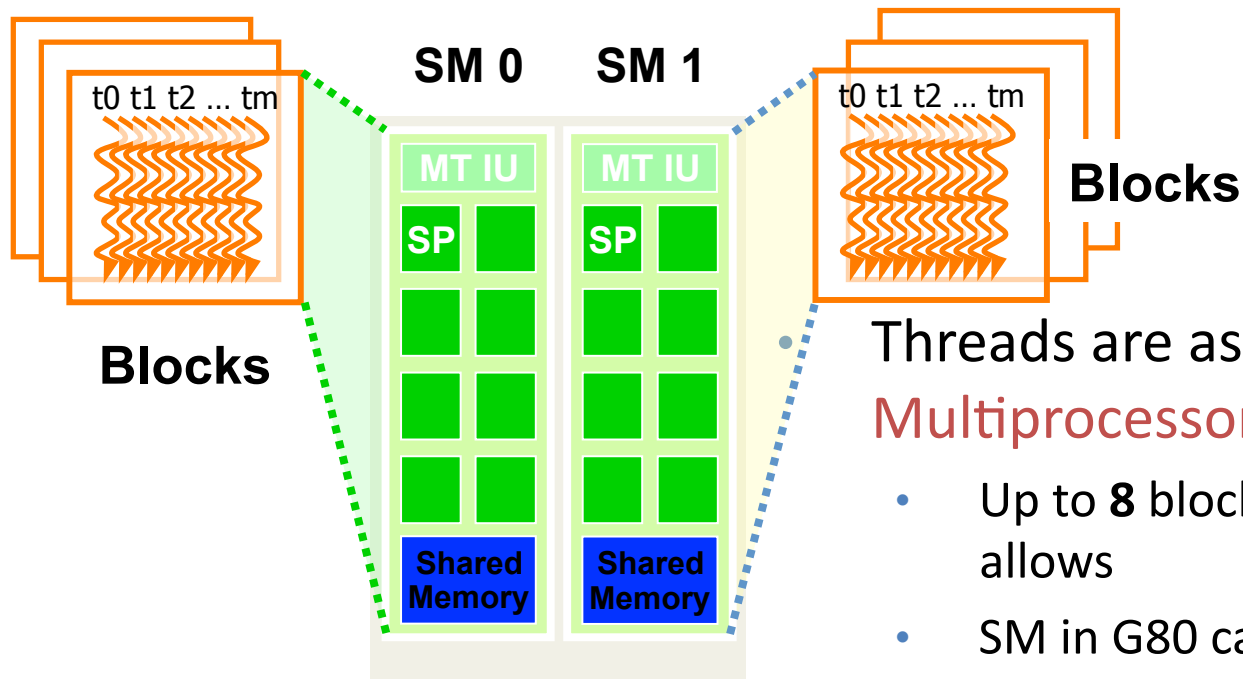 SM 0 SM 1
t0 t1 t2 ... tm
t0 t1 t2 ... tm
MT IU
MT IU
Blocks
SP
SP
Blocks
Threads are as
Multiprocessor
• Up to 8 block
allows
• SM in G80 ca
Shared
Memory
Shared
Memory